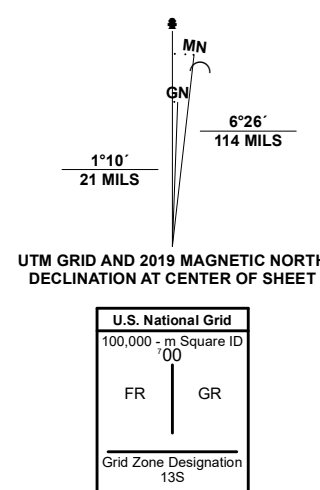 MN
GN
6°26´
114 MILS
1°10´
21 MILS
UTM GRID AND 2019 MAGNETIC NORTH
DECLINATION AT CENTER OF SHEET
U.S. National Grid
100,000 - m Square ID
700
FR GR
Grid Zone Designation
13S